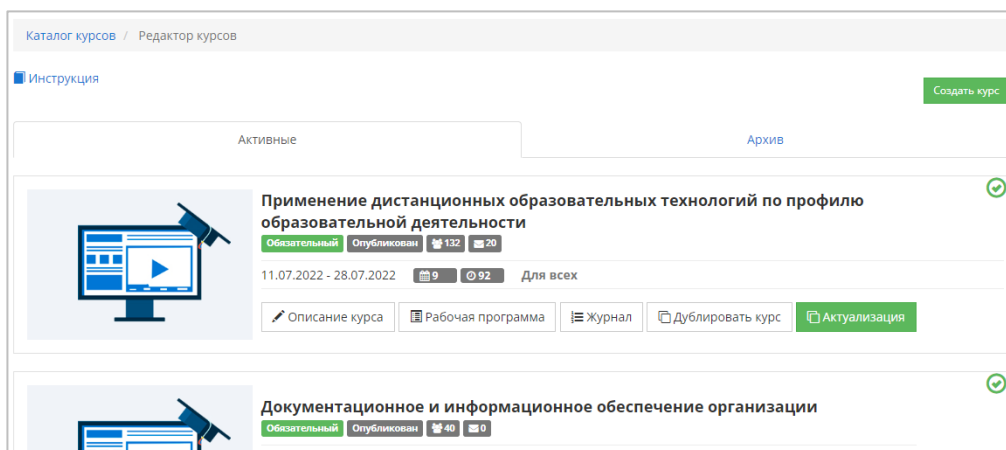 Каталог курсов / Редактор курсов
Инструкция
Создать курс
Активные Архив
Применение дистанционных образовательных технологий по профилю
образовательной деятельности
Обязательный Опубликован 132 20
11.07.2022 - 28.07.2022 9 92 Для всех
Описание курса Рабочая программа Журнал Дублировать курс Актуализация
Документационное и информационное обеспечение организации
Обязательный Опубликован 40 0